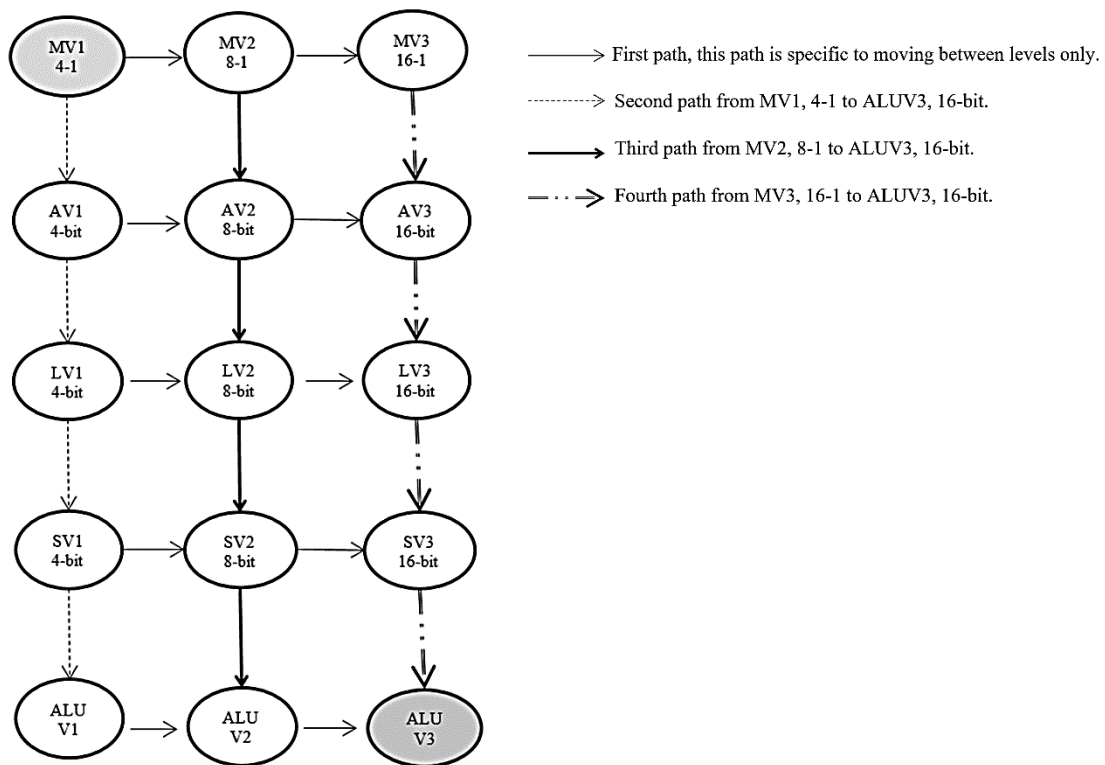 MV1
4-1
MV2
8-1
MV3
16-1
First path, this path is specific to moving between levels only.
Second path from MV1, 4-1 to ALUV3, 16-bit.
Third path from MV2, 8-1 to ALUV3, 16-bit.
Fourth path from MV3, 16-1 to ALUV3, 16-bit.
AV1
4-bit
AV2
8-bit
AV3
16-bit
LV1
4-bit
LV2
8-bit
LV3
16-bit
SV1
4-bit
SV2
8-bit
SV3
16-bit
ALU
V1
ALU
V2
ALU
V3